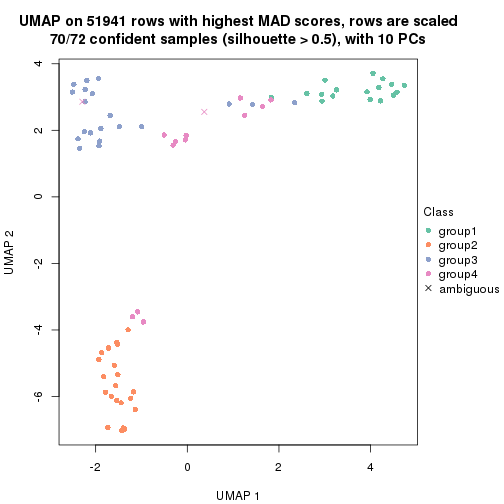 UMAP on 51941 rows with highest MAD scores, rows are scaled
70/72 confident samples (silhouette > 0.5), with 10 PCs
4
2
0
-2
-4
-6
UMAP 2
-2
0
2
4
UMAP 1
Class
group1
group2
group3
group4
ambiguous